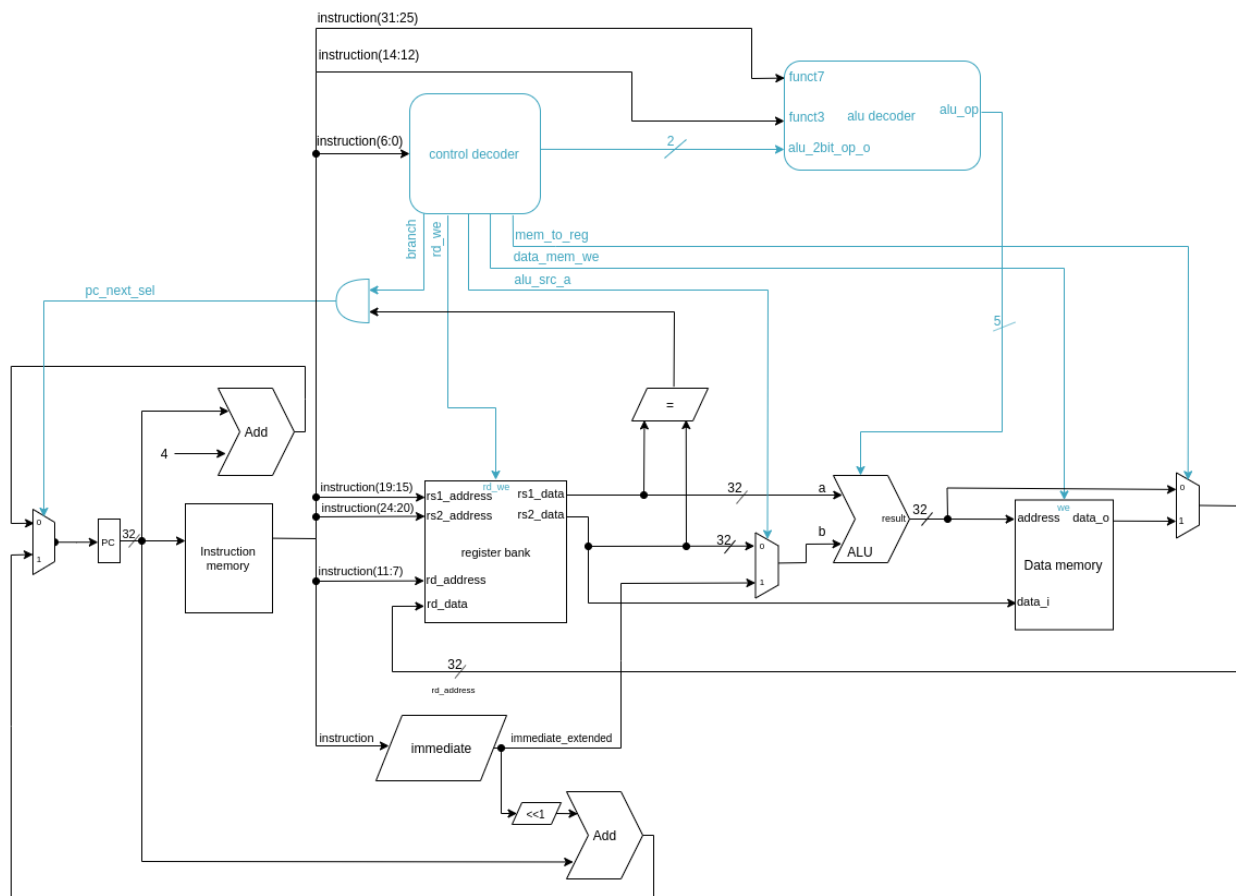 instruction(31:25)
instruction(14:12)
funct7
funct3
alu decoder
alu_op
instruction(6:0)
control decoder
2
alu_2bit_op_o
branch
rd_we
mem_to_reg
data_mem_we
alu_src_a
pc_next_sel
5
=
Add
4
instruction(19:15)
instruction(24:20)
instruction(11:7)
rd_we
rs1_address
rs1_data
rs2_address
rs2_data
register bank
rd_address
rd_data
32
a
32
b
0
1
result
ALU
32
we
address
data_o
Data memory
data_i
0
1
0
1
PC
32
Instruction
memory
32
rd_address
instruction
immediate
immediate_extended
<<1
Add